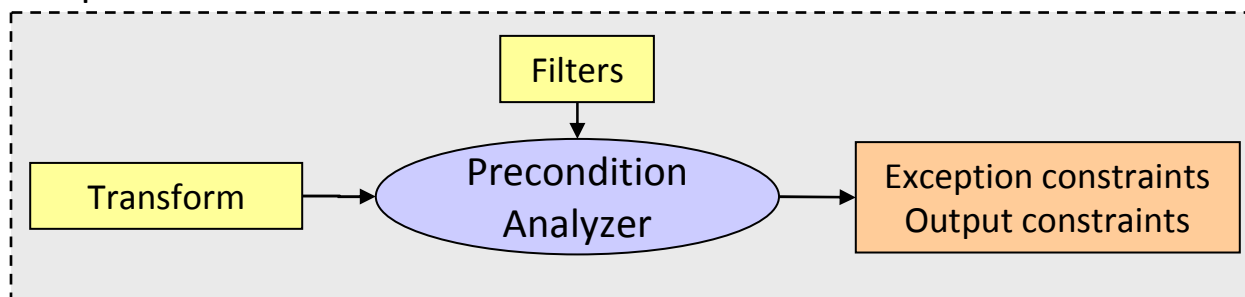 Filters
Transform
Precondition
Analyzer
Exception constraints
Output constraints